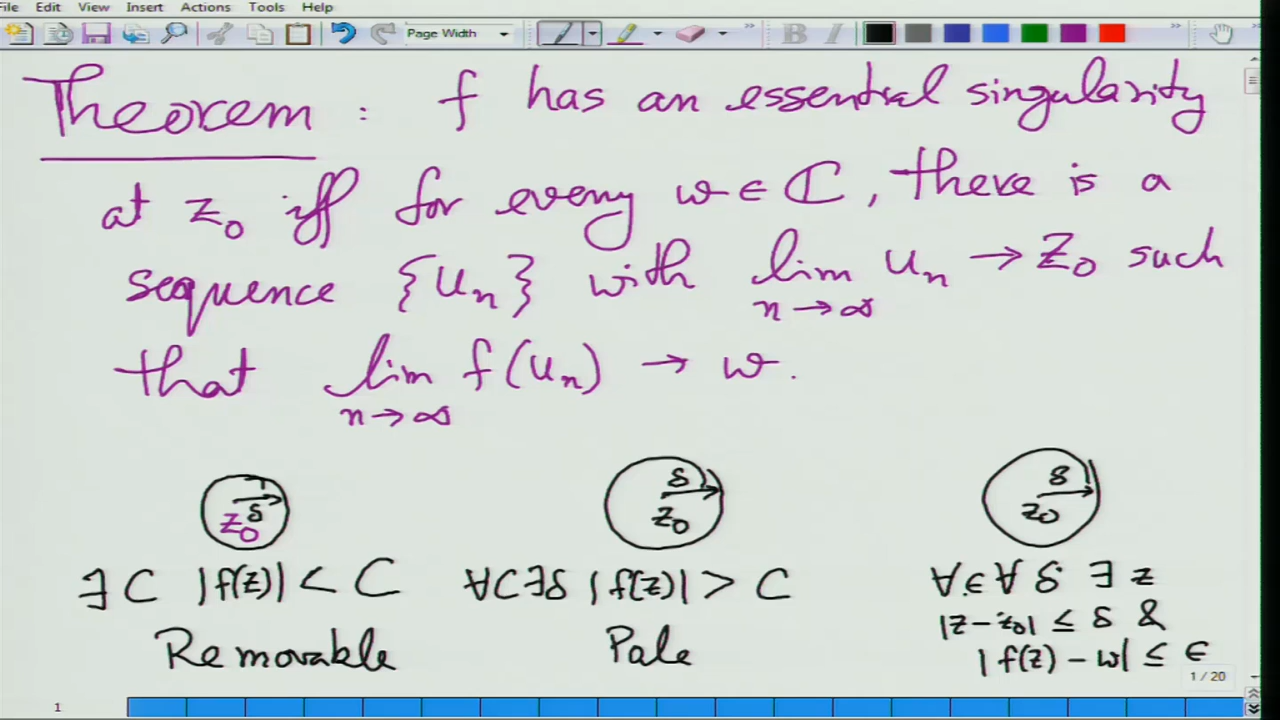 File Edit View Insert Actions Tools Help
Page Width
Theorem : f has an essential singularity
at z₀ iff for every w ∈ ℂ, there is a
sequence {uₙ} with lim n→∞ uₙ → z₀ such
that lim n→∞ f(uₙ) → w.
δ z₀
δ z₀
δ z₀
∃ C |f(z)| < C
Removable
∀C∃δ |f(z)| > C
Pole
∀ϵ∀ δ ∃ z
|z-z₀| ≤ δ &
|f(z) - w| ≤ ϵ
1 / 20
1